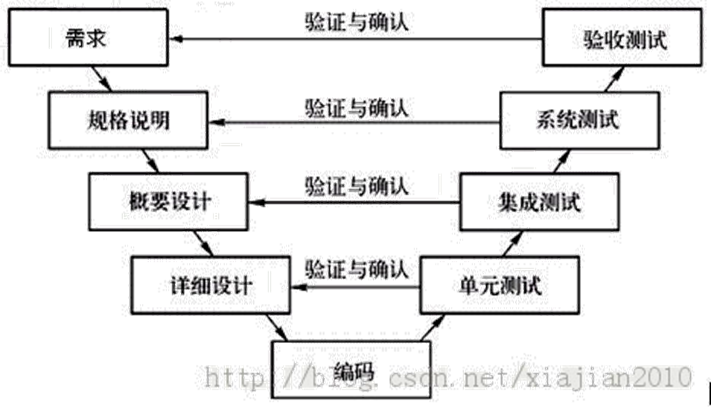 需求
验证与确认
验收测试
规格说明
验证与确认
系统测试
概要设计
验证与确认
集成测试
详细设计
验证与确认
单元测试
编码
http://blog.csdn.net/xiajian2010